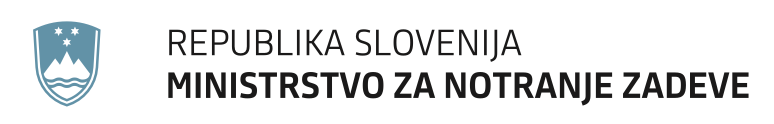 REPUBLIKA SLOVENIJA
MINISTRSTVO ZA NOTRANJE ZADEVE